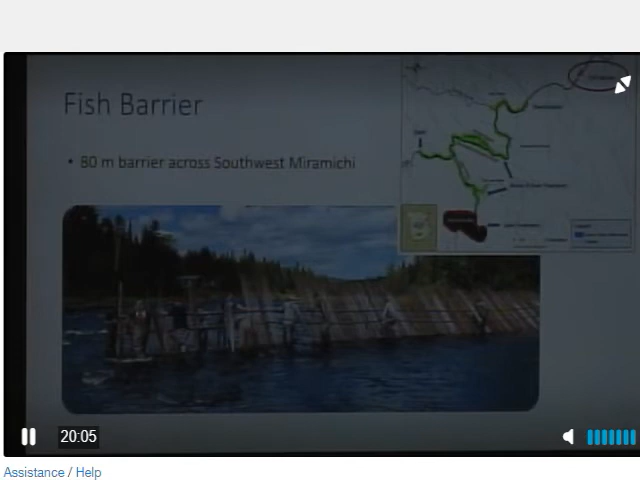 Fish Barrier
• 80 m barrier across Southwest Miramichi
20:05
Assistance / Help